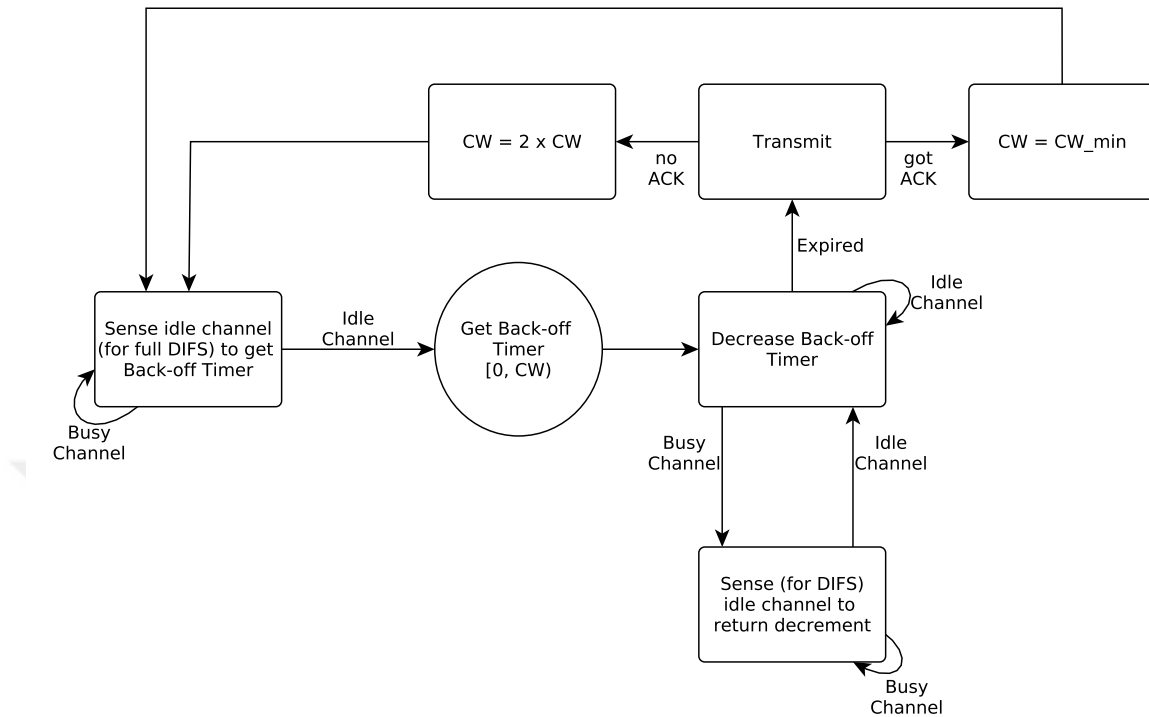 CW = 2 x CW
Transmit
CW = CW_min
no
ACK
got
ACK
Expired
Sense idle channel
(for full DIFS) to get
Back-off Timer
Idle
Channel
Get Back-off
Timer
[0, CW)
Decrease Back-off
Timer
Idle
Channel
Busy
Channel
Busy
Channel
Idle
Channel
Sense (for DIFS)
idle channel to
return decrement
Busy
Channel